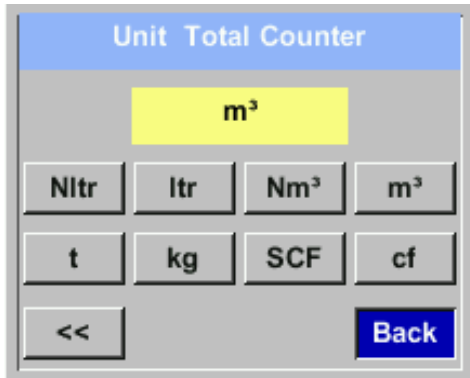 Unit Total Counter
m³
Nltr ltr Nm³ m³
t kg SCF cf
<< Back